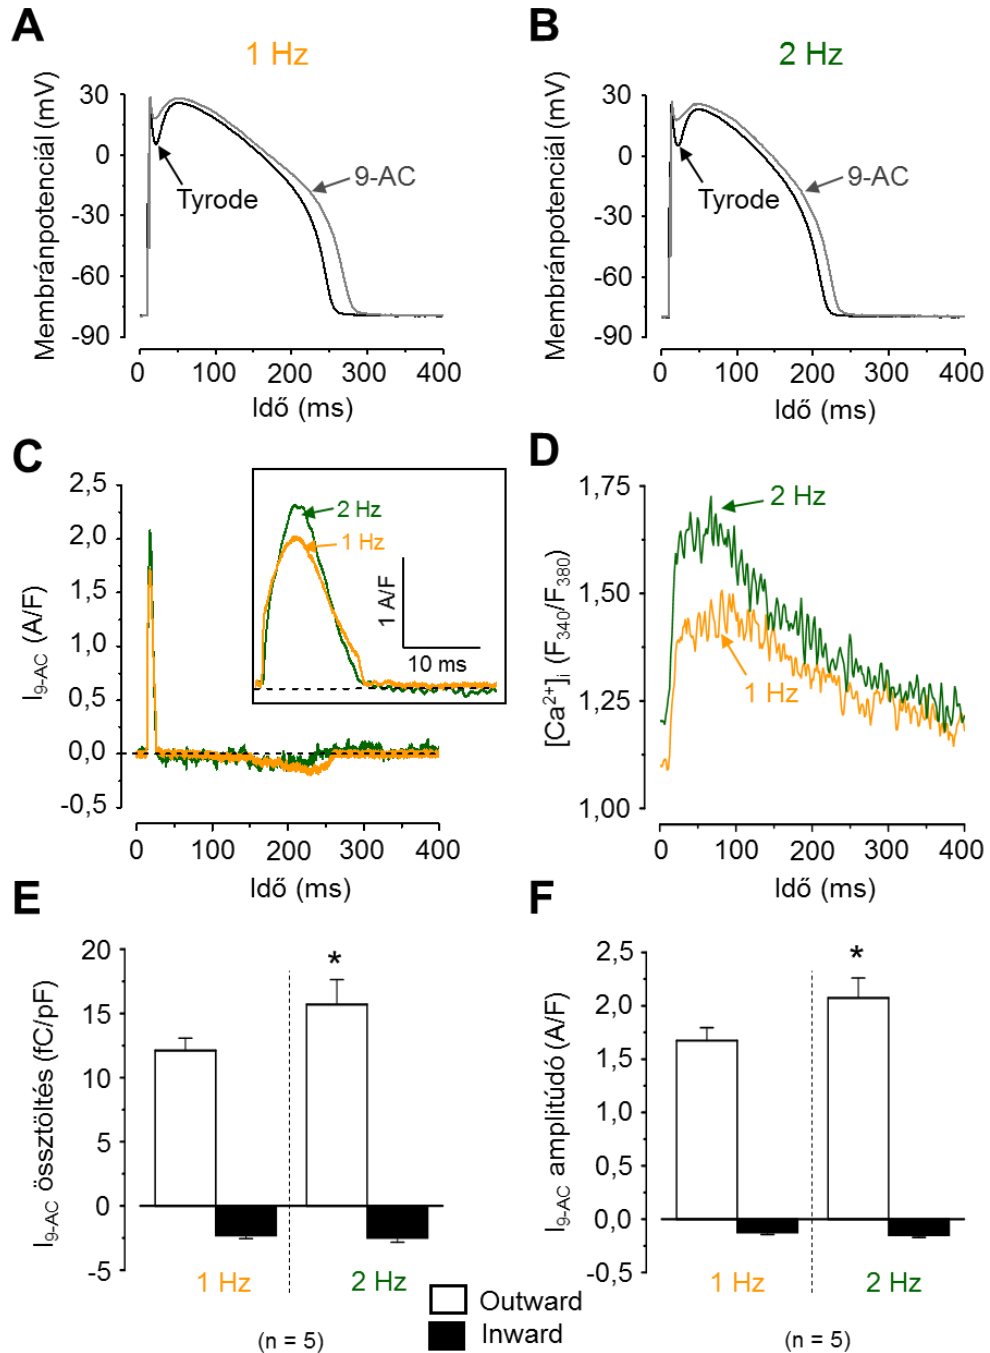 A
1 Hz
Membránpotenciál (mV)
30
0
-30
-60
-90
Tyrode
9-AC
0 100 200 300 400
Idő (ms)
B
2 Hz
Membránpotenciál (mV)
30
0
-30
-60
-90
Tyrode
9-AC
0 100 200 300 400
Idő (ms)
C
I9-AC (A/F)
2,5
2,0
1,5
1,0
0,5
0,0
-0,5
2 Hz
1 Hz
1 A/F
10 ms
0 100 200 300 400
Idő (ms)
D
[Ca2+]i (F340/F380)
1,75
1,50
1,25
1,00
2 Hz
1 Hz
0 100 200 300 400
Idő (ms)
E
I9-AC össztöltés (fC/pF)
20
15
10
5
0
-5
*
1 Hz 2 Hz
(n = 5)
F
I9-AC amplitúdó (A/F)
2,5
2,0
1,5
1,0
0,5
0,0
-0,5
*
1 Hz 2 Hz
(n = 5)
Outward
Inward